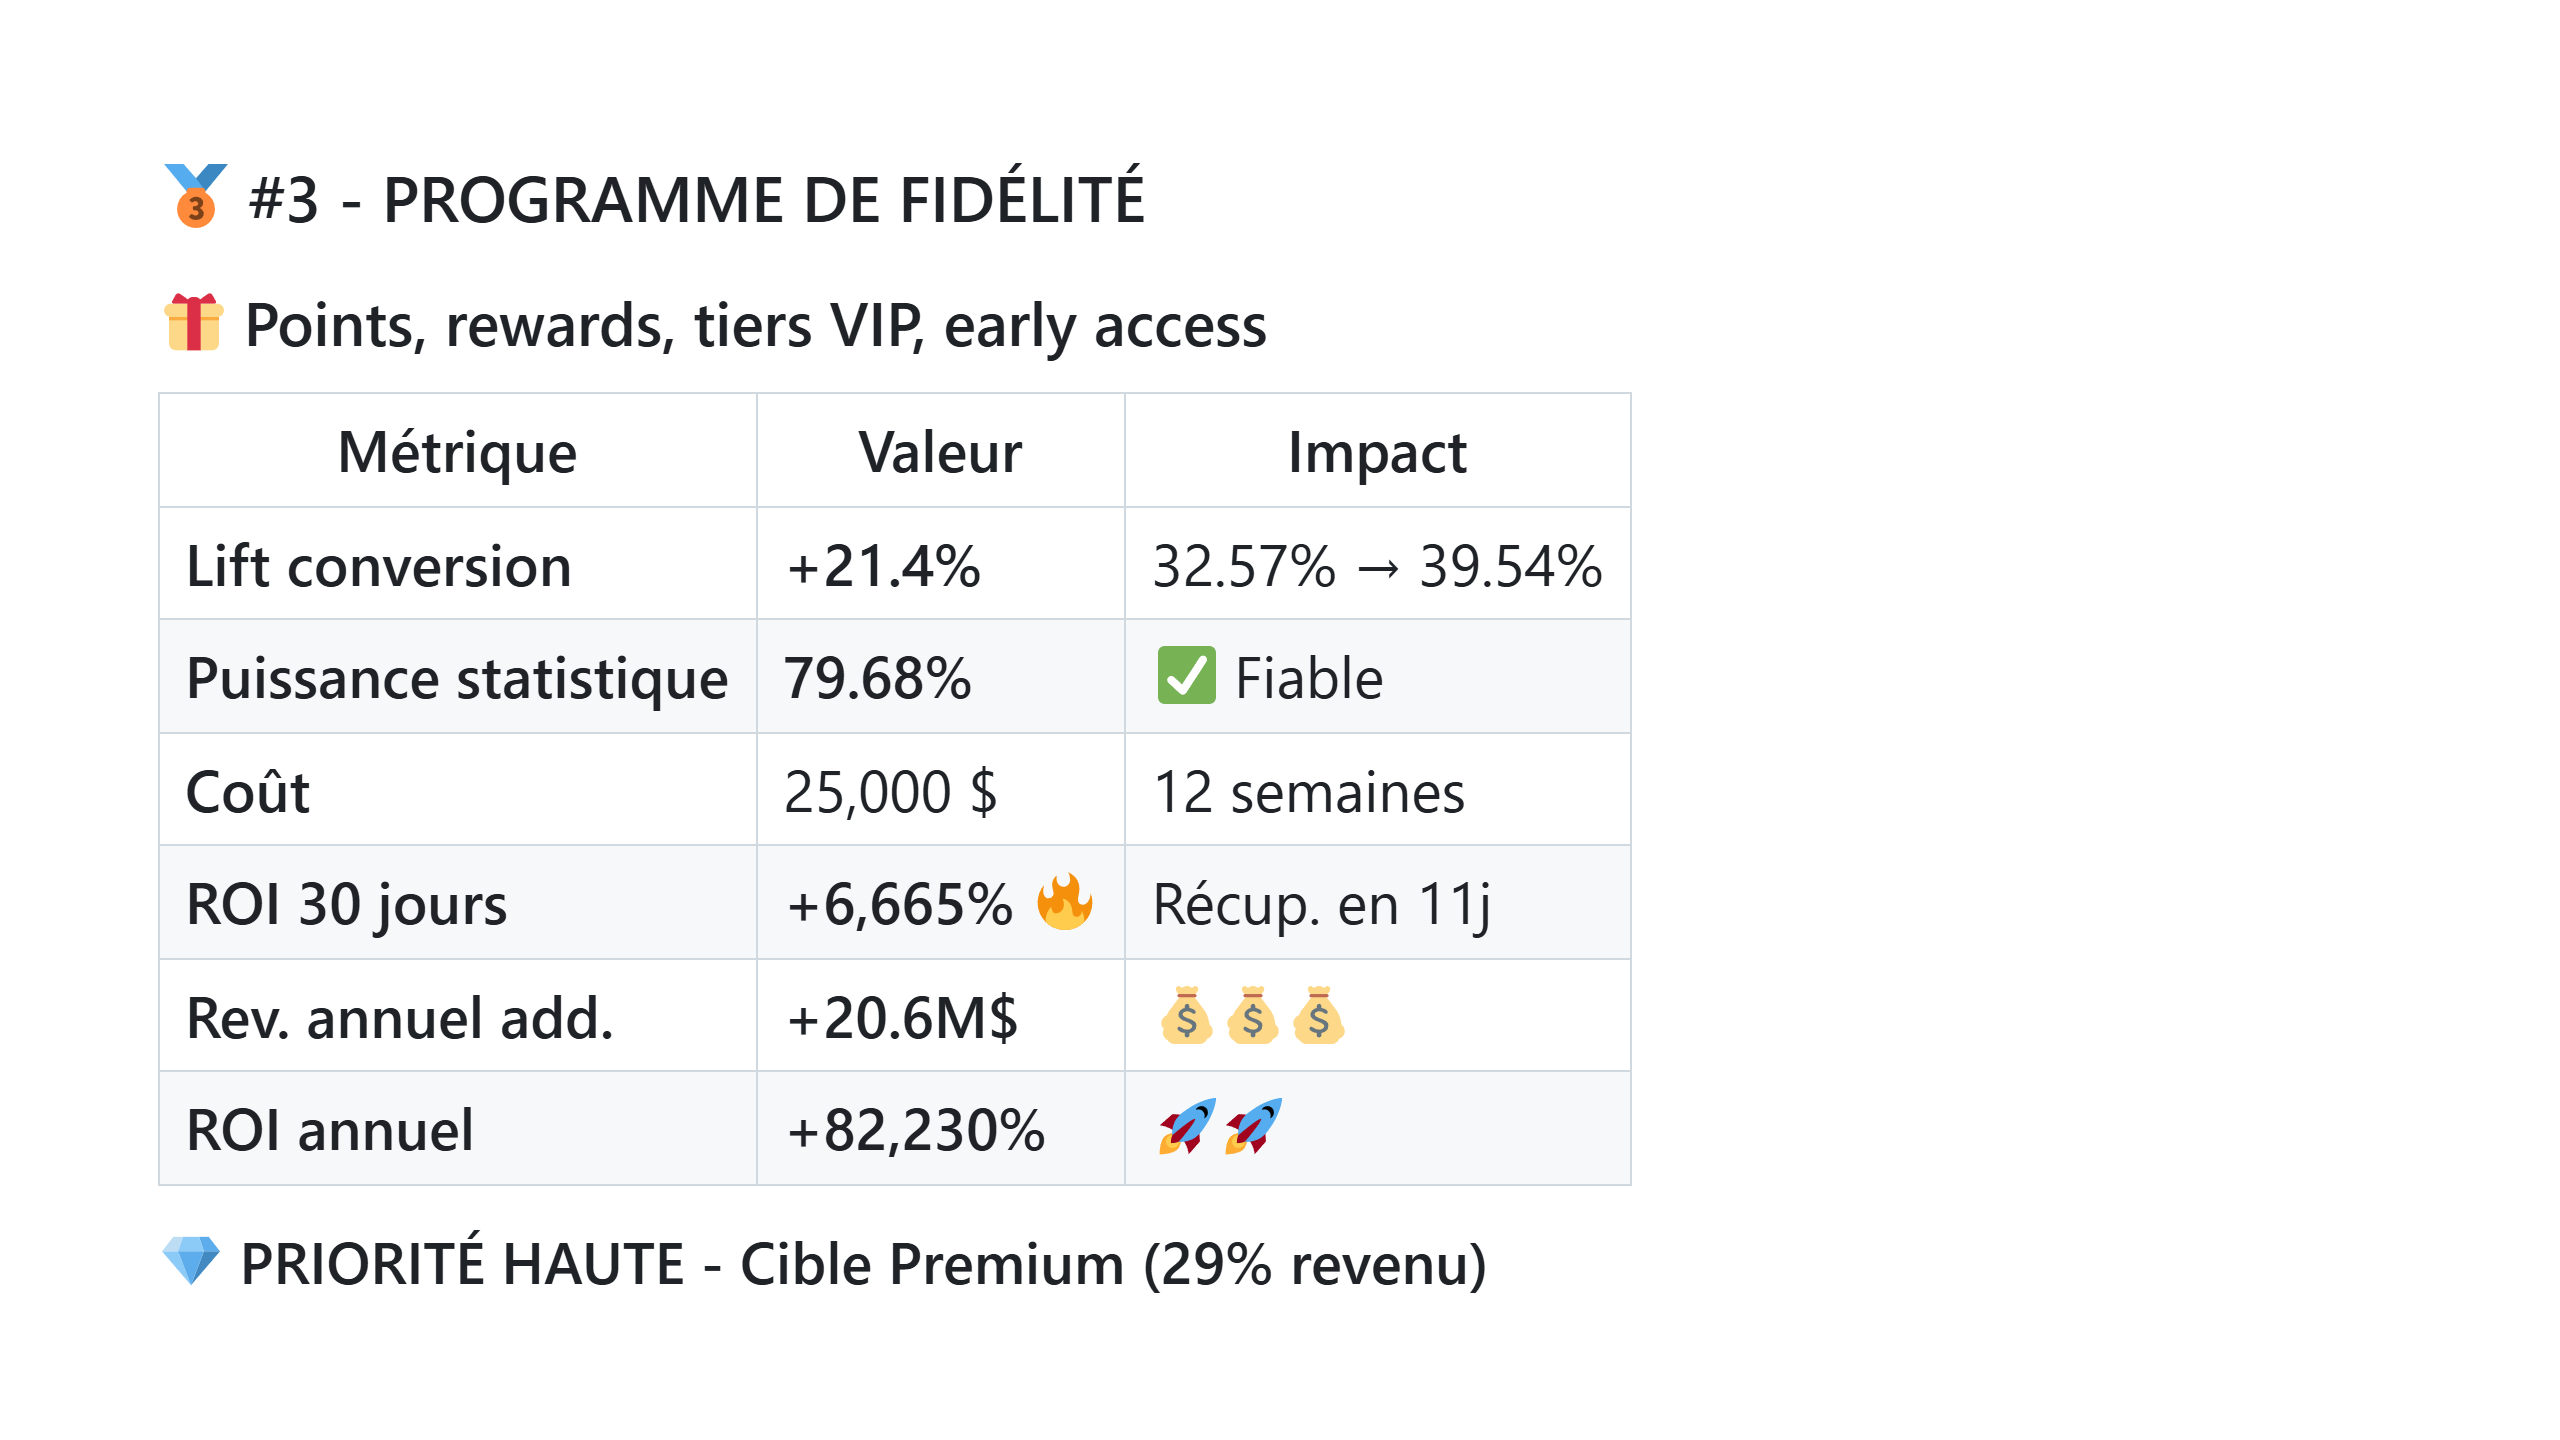 🥉 #3 - PROGRAMME DE FIDÉLITÉ
🎁 Points, rewards, tiers VIP, early access
Métrique Valeur Impact
Lift conversion +21.4% 32.57% → 39.54%
Puissance statistique 79.68% ✅ Fiable
Coût 25,000 $ 12 semaines
ROI 30 jours +6,665% 🔥 Récup. en 11j
Rev. annuel add. +20.6M$ 💰💰💰
ROI annuel +82,230% 🚀🚀
💎 PRIORITÉ HAUTE - Cible Premium (29% revenu)